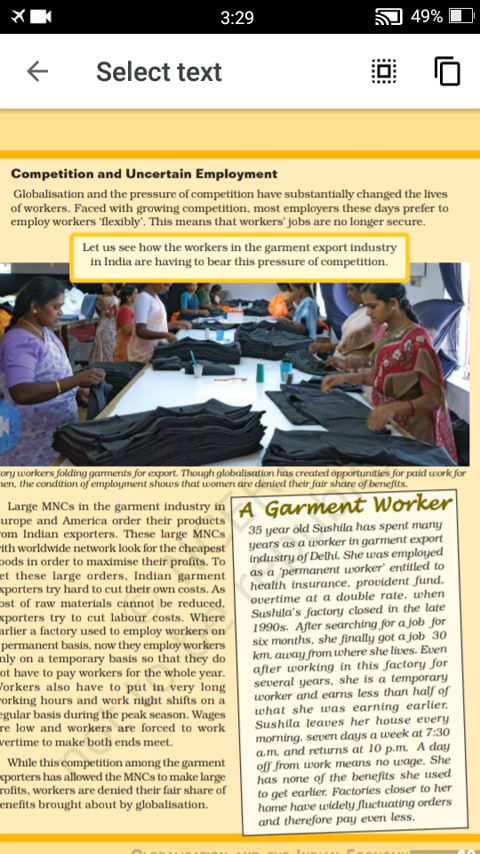 3:29
49%
Select text
Competition and Uncertain Employment
Globalisation and the pressure of competition have substantially changed the lives
of workers. Faced with growing competition, most employers these days prefer to
employ workers 'flexibly'. This means that workers' jobs are no longer secure.
Let us see how the workers in the garment export industry
in India are having to bear this pressure of competition.
ory workers folding garments for export. Though globalisation has created opportunities for paid work for
men, the condition of employment shows that women are denied their fair share of benefits.
Large MNCs in the garment industry in
urope and America order their products
om Indian exporters. These large MNCs
ith worldwide network look for the cheapest
oods in order to maximise their profits. To
et these large orders, Indian garment
xporters try hard to cut their own costs. As
ost of raw materials cannot be reduced,
xporters try to cut labour costs. Where
arlier a factory used to employ workers on
permanent basis, now they employ workers
nly on a temporary basis so that they do
ot have to pay workers for the whole year.
Workers also have to put in very long
orking hours and work night shifts on a
egular basis during the peak season. Wages
re low and workers are forced to work
vertime to make both ends meet.
While this competition among the garment
xporters has allowed the MNCs to make large
rofits, workers are denied their fair share of
enefits brought about by globalisation.
A Garment Worker
35 year old Sushila has spent many
years as a worker in garment export
industry of Delhi. She was employed
as a 'permanent worker' entitled to
health insurance, provident fund,
overtime at a double rate, when
Sushila's factory closed in the late
1990s. After searching for a job for
six months, she finally got a job 30
km. away from where she lives. Even
after working in this factory for
several years, she is a temporary
worker and earns less than half of
what she was earning earlier.
Sushila leaves her house every
morning, seven days a week at 7:30
a.m. and returns at 10 p.m. A day
off from work means no wage. She
has none of the benefits she used
to get earlier. Factories closer to her
home have widely fluctuating orders
and therefore pay even less.
GLOBALISATION AND THE INDIAN ECONOMY